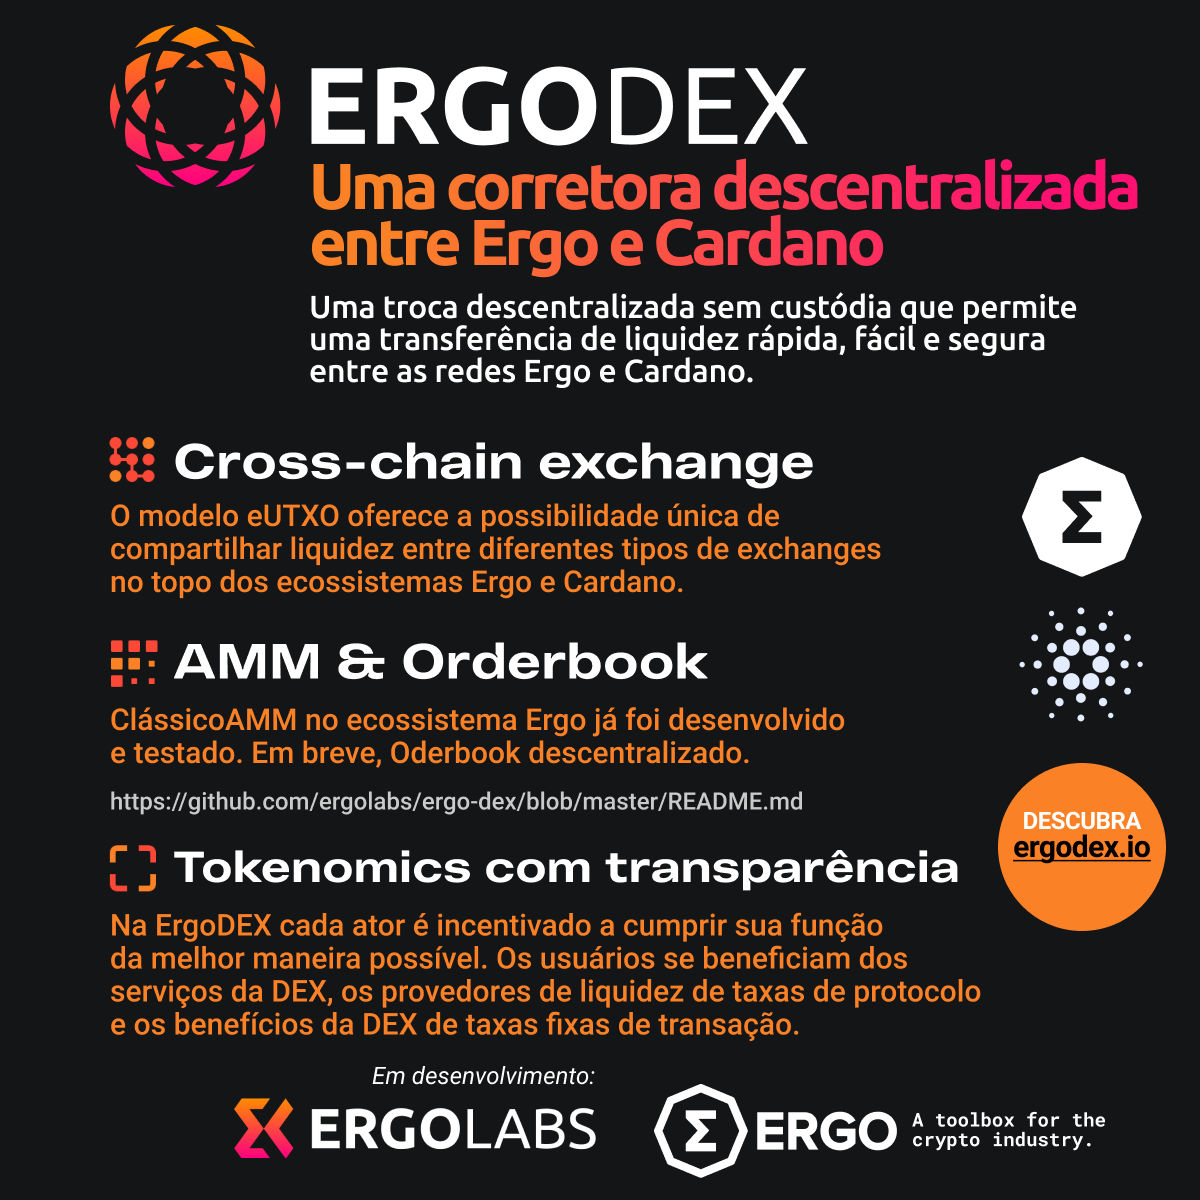 ERGODEX
Uma corretora descentralizada
entre Ergo e Cardano
Uma troca descentralizada sem custódia que permite
uma transferência de liquidez rápida, fácil e segura
entre as redes Ergo e Cardano.
Cross-chain exchange
O modelo eUTXO oferece a possibilidade única de
compartilhar liquidez entre diferentes tipos de exchanges
no topo dos ecossistemas Ergo e Cardano.
Σ
AMM & Orderbook
ClássicoAMM no ecossistema Ergo já foi desenvolvido
e testado. Em breve, Oderbook descentralizado.
https://github.com/ergolabs/ergo-dex/blob/master/README.md
DESCUBRA
ergodex.io
Tokenomics com transparência
Na ErgoDEX cada ator é incentivado a cumprir sua função
da melhor maneira possível. Os usuários se beneficiam dos
serviços da DEX, os provedores de liquidez de taxas de protocolo
e os benefícios da DEX de taxas fixas de transação.
Em desenvolvimento:
ERGOLABS
Σ ERGO
A toolbox for the
crypto industry.